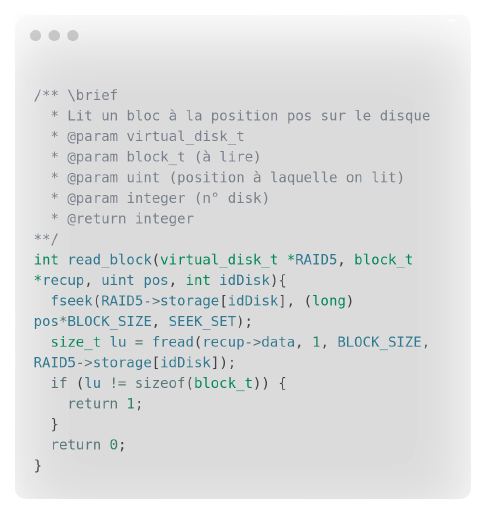 /** \brief
  * Lit un bloc à la position pos sur le disque
  * @param virtual_disk_t
  * @param block_t (à lire)
  * @param uint (position à laquelle on lit)
  * @param integer (n° disk)
  * @return integer
**/
int read_block(virtual_disk_t *RAID5, block_t
*recup, uint pos, int idDisk){
  fseek(RAID5->storage[idDisk], (long)
pos*BLOCK_SIZE, SEEK_SET);
  size_t lu = fread(recup->data, 1, BLOCK_SIZE,
RAID5->storage[idDisk]);
  if (lu != sizeof(block_t)) {
    return 1;
  }
  return 0;
}